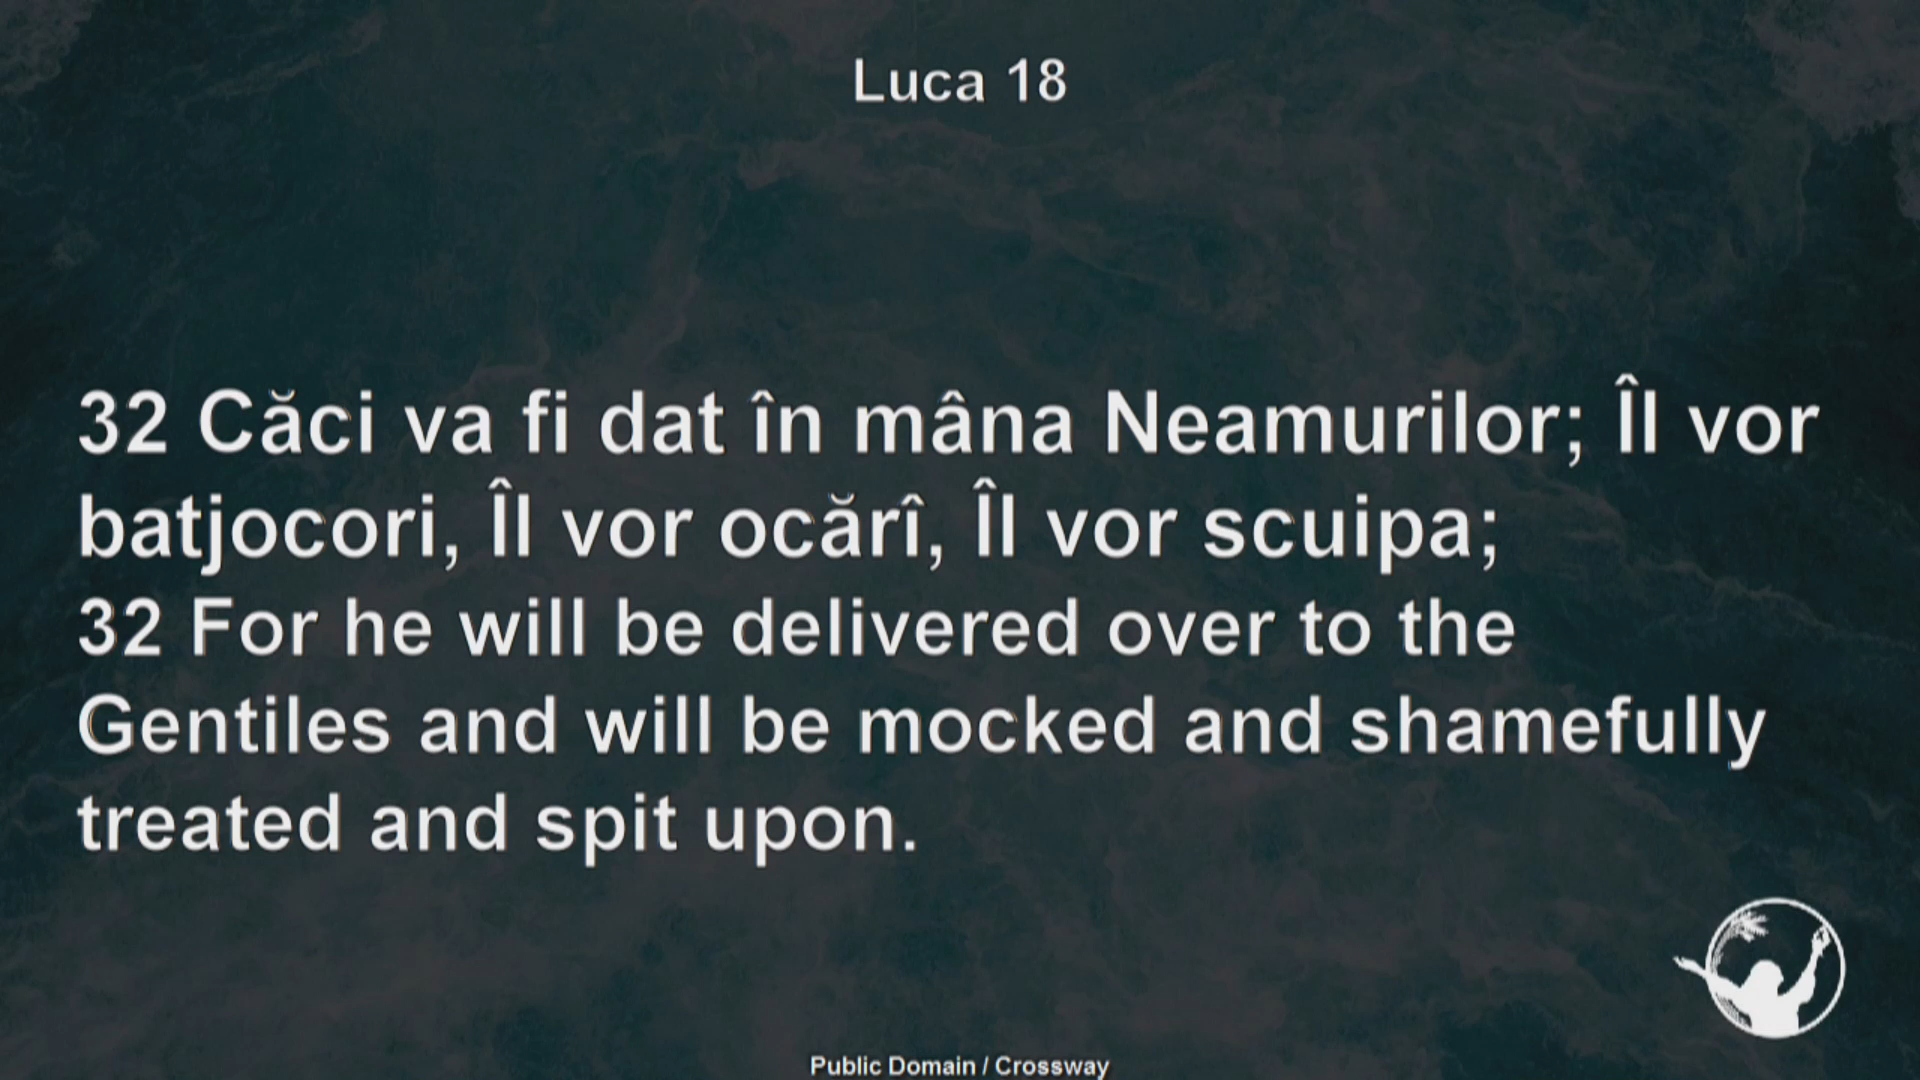 Luca 18
32 Căci va fi dat în mâna Neamurilor; Îl vor
batjocori, Îl vor ocărî, Îl vor scuipa;
32 For he will be delivered over to the
Gentiles and will be mocked and shamefully
treated and spit upon.
Public Domain / Crossway